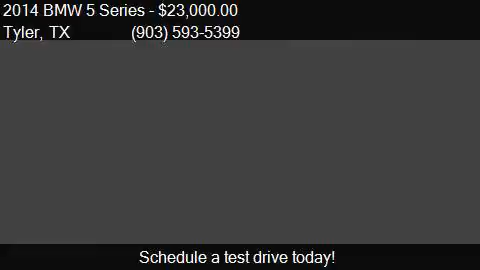 2014 BMW 5 Series - $23,000.00
Tyler, TX (903) 593-5399
Schedule a test drive today!